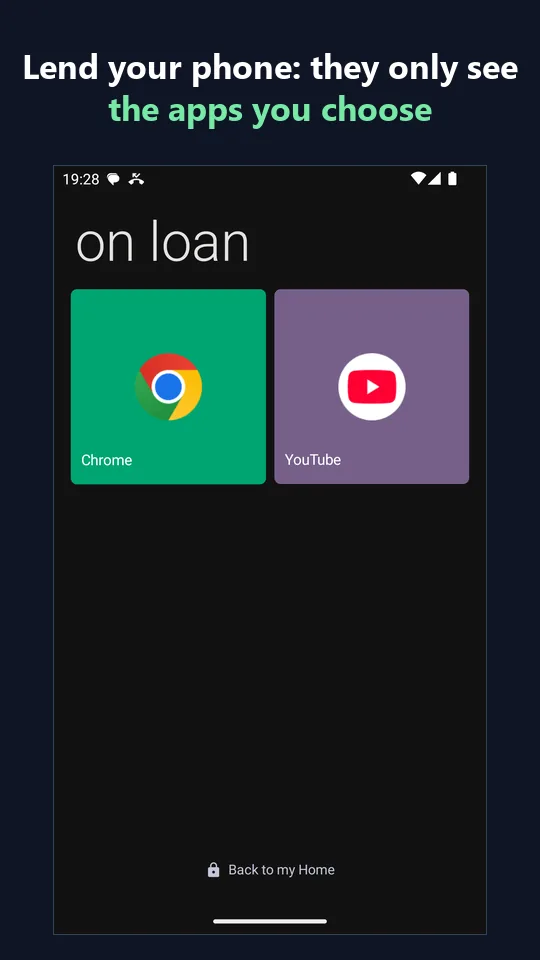 Lend your phone: they only see
the apps you choose
19:28
on loan
Chrome
YouTube
Back to my Home